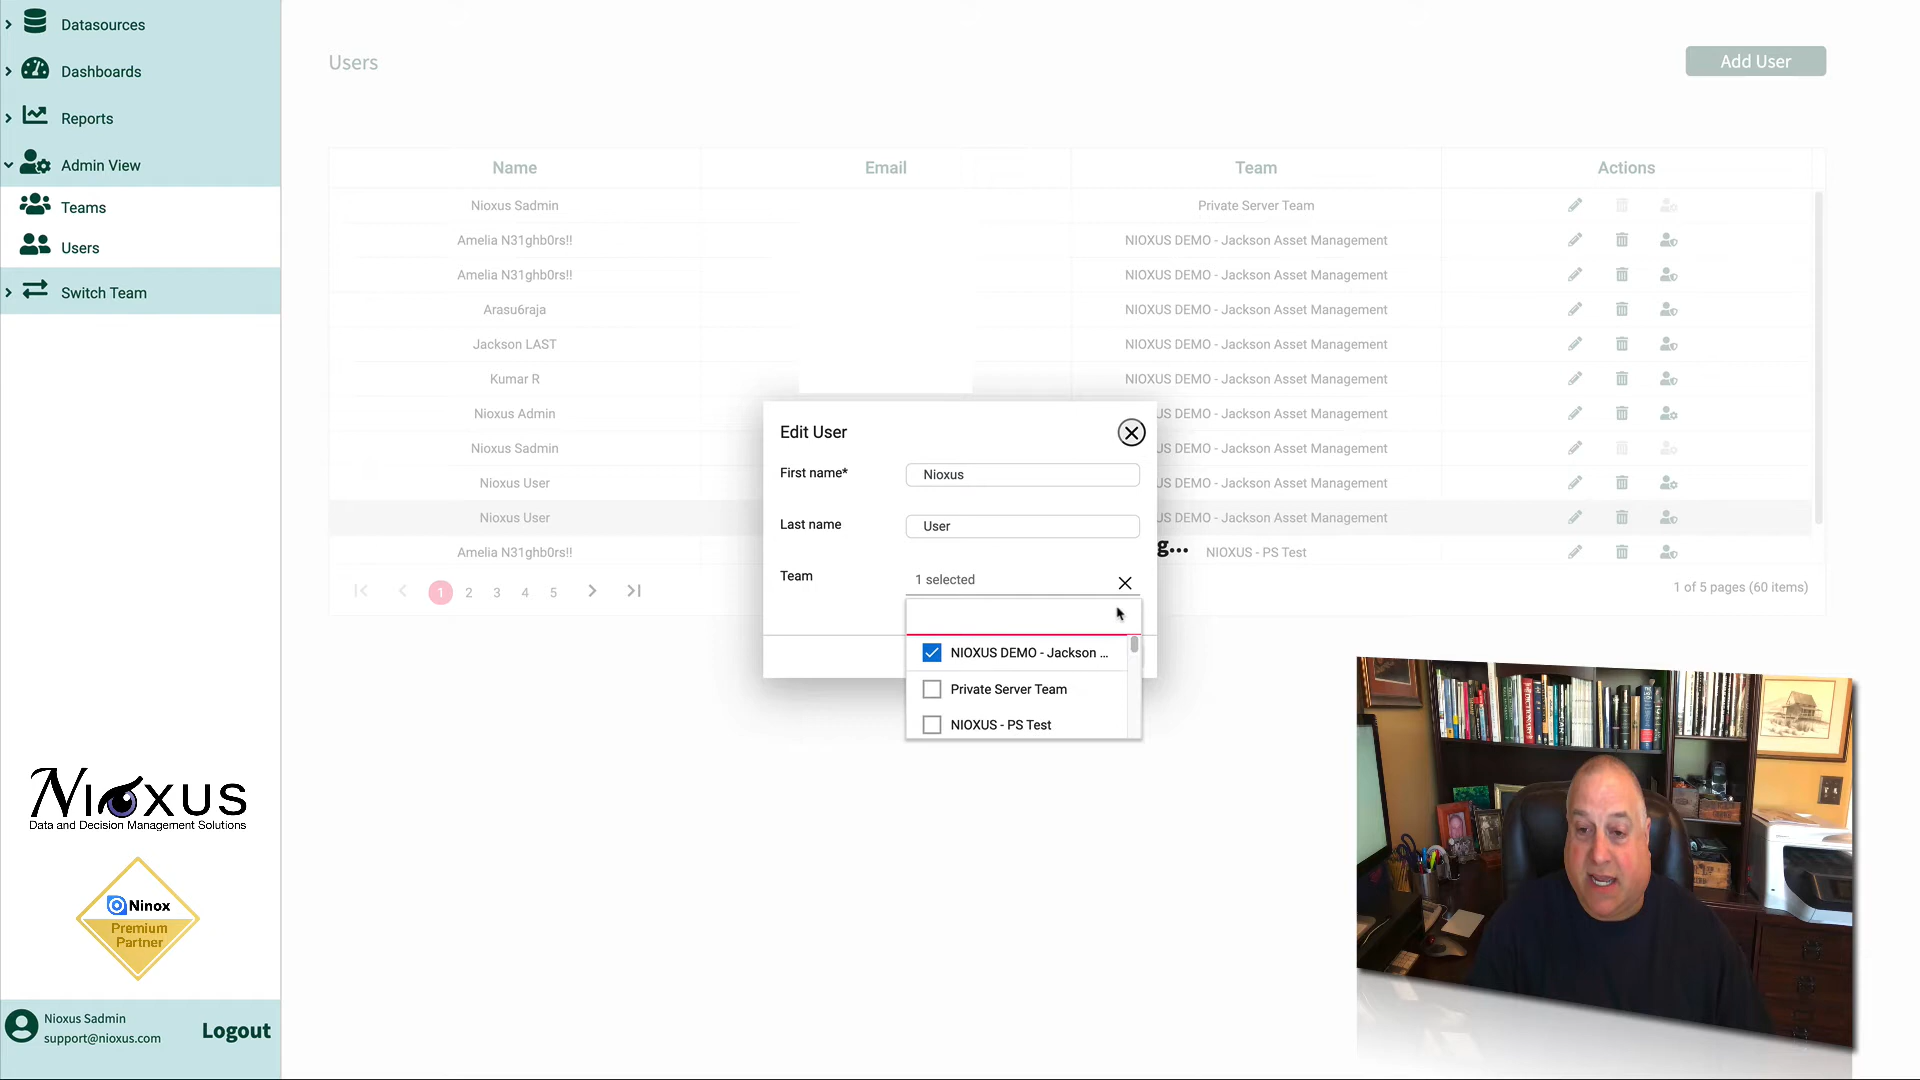 Datasources
Dashboards
Reports
Admin View
Teams
Users
Switch Team
NIOXUS
Data and Decision Management Solutions
Ninox
Premium
Partner
Nioxus Sadmin
support@nioxus.com
Logout
Users
Add User
Name Email Team Actions
Nioxus Sadmin Private Server Team
Amelia N31ghb0rs!! NIOXUS DEMO - Jackson Asset Management
Amelia N31ghb0rs!! NIOXUS DEMO - Jackson Asset Management
Arasu6raja NIOXUS DEMO - Jackson Asset Management
Jackson LAST NIOXUS DEMO - Jackson Asset Management
Kumar R NIOXUS DEMO - Jackson Asset Management
Nioxus Admin US DEMO - Jackson Asset Management
Nioxus Sadmin US DEMO - Jackson Asset Management
Nioxus User US DEMO - Jackson Asset Management
Nioxus User US DEMO - Jackson Asset Management
Amelia N31ghb0rs!! g... NIOXUS - PS Test
1 2 3 4 5
1 of 5 pages (60 items)
Edit User
First name* Nioxus
Last name User
Team 1 selected
NIOXUS DEMO - Jackson ...
Private Server Team
NIOXUS - PS Test